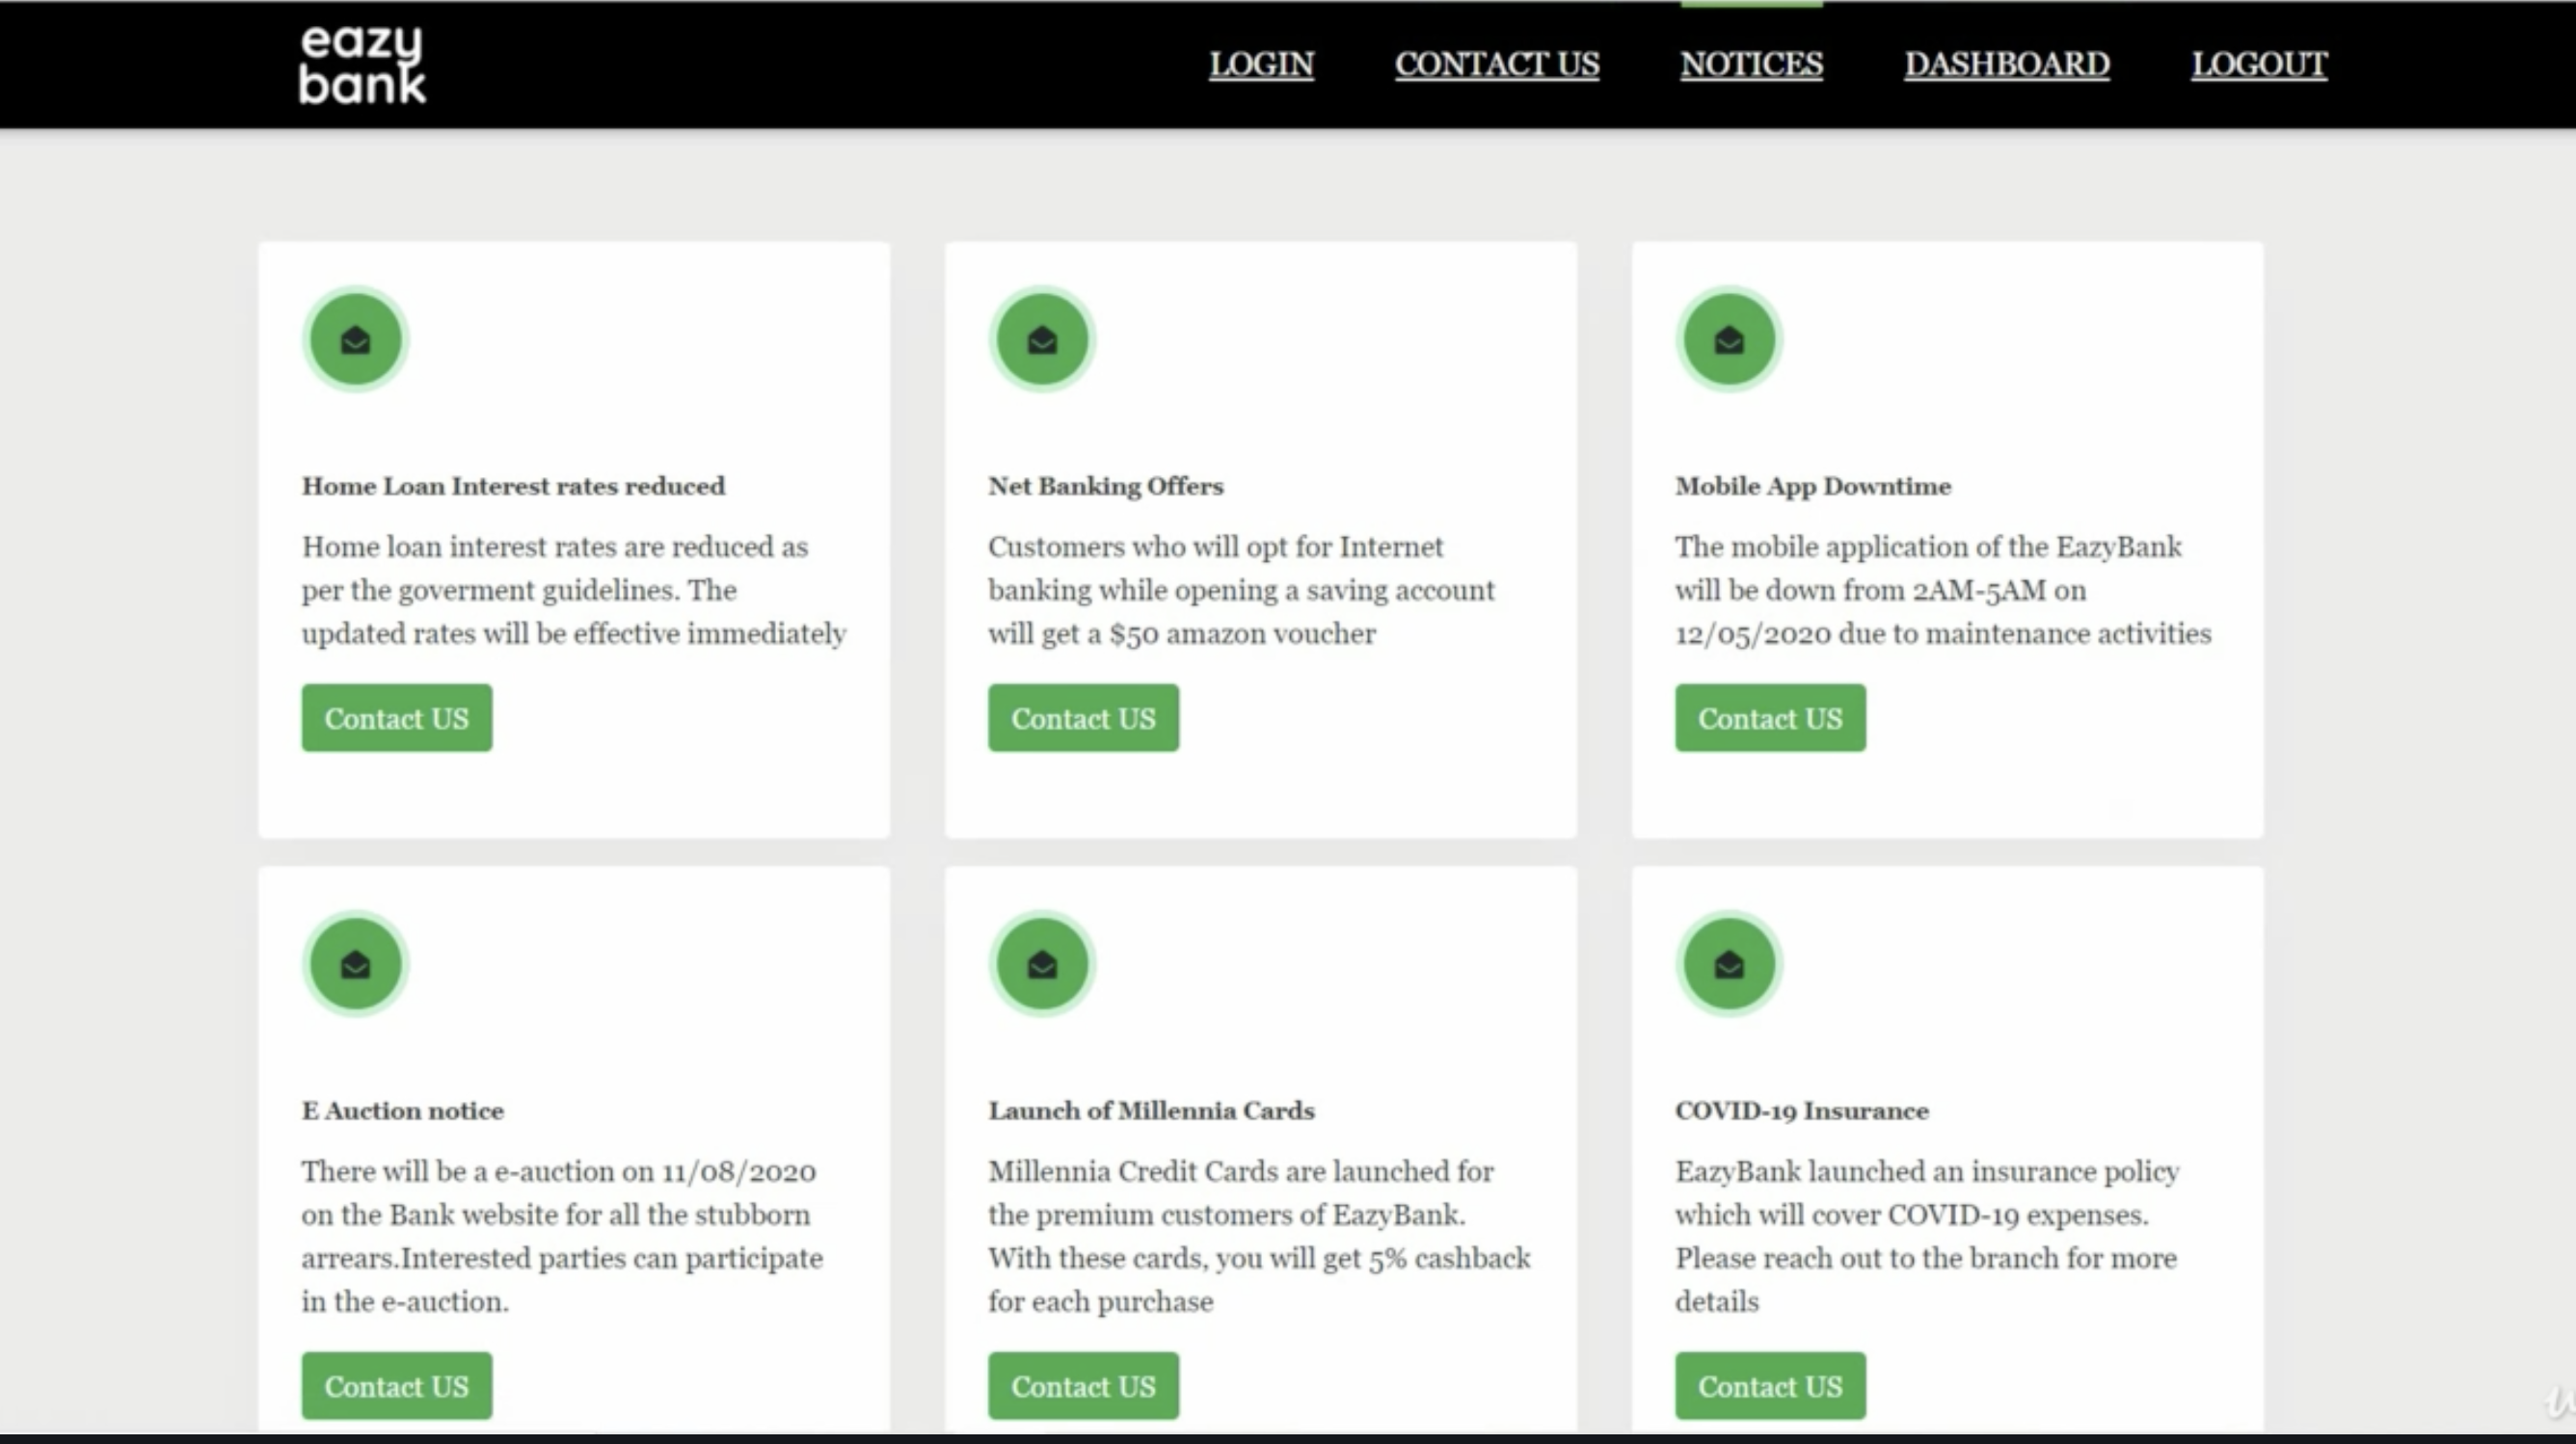 eazy
bank
LOGIN
CONTACT US
NOTICES
DASHBOARD
LOGOUT
Home Loan Interest rates reduced
Home loan interest rates are reduced as
per the goverment guidelines. The
updated rates will be effective immediately
Contact US
Net Banking Offers
Customers who will opt for Internet
banking while opening a saving account
will get a $50 amazon voucher
Contact US
Mobile App Downtime
The mobile application of the EazyBank
will be down from 2AM-5AM on
12/05/2020 due to maintenance activities
Contact US
E Auction notice
There will be a e-auction on 11/08/2020
on the Bank website for all the stubborn
arrears.Interested parties can participate
in the e-auction.
Contact US
Launch of Millennia Cards
Millennia Credit Cards are launched for
the premium customers of EazyBank.
With these cards, you will get 5% cashback
for each purchase
Contact US
COVID-19 Insurance
EazyBank launched an insurance policy
which will cover COVID-19 expenses.
Please reach out to the branch for more
details
Contact US